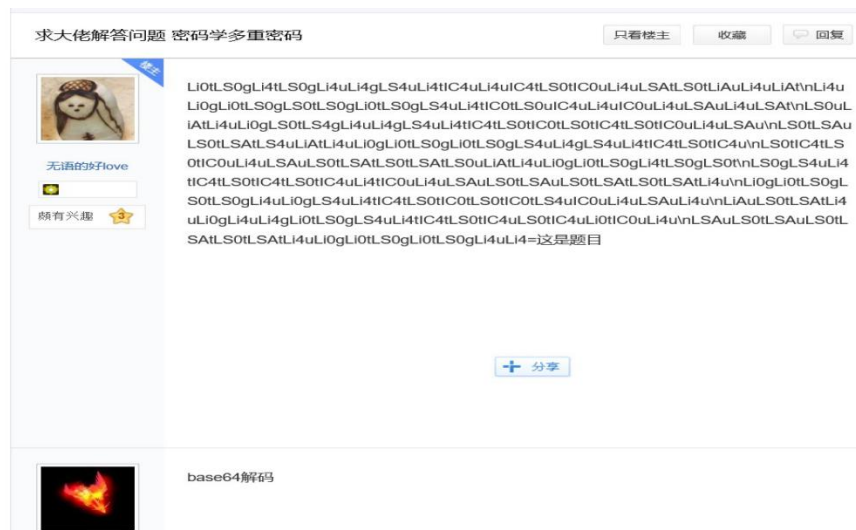 求大佬解答问题 密码学多重密码
只看楼主
收藏
回复
楼主
Li0tLS0gLi4tLS0gLi4uLi4gLS4uLi4tIC4uLi4uIC4tLS0tIC0uLi4uLSAtLS0tLiAuLi4uLiAt\nLi4u
Li0gLi0tLS0gLS0tLS0gLi0tLS0gLS4uLi4tIC0tLS0uIC4uLi4uIC0uLi4uLSAuLi4uLSAt\nLS0uL
iAtLi4uLi0gLS0tLS4gLi4uLi4gLS4uLi4tIC4tLS0tIC0tLS0tIC4tLS0tIC0uLi4uLSAu\nLS0tLSAu
LS0tLSAtLS4uLiAtLi4uLi0gLi0tLS0gLi0tLS0gLS4uLi4gLS4uLi4tIC4tLS0tIC4u\nLS0tIC4tLS
0tIC0uLi4uLSAuLS0tLSAtLS0tLSAtLS0uLiAtLi4uLi0gLi0tLS0gLi4tLS0gLS0t\nLS0gLS4uLi4
tIC4tLS0tIC4tLS0tIC4uLi4tIC0uLi4uLSAuLS0tLSAuLS0tLSAtLS0tLSAtLi4u\nLi0gLi0tLS0gL
S0tLS0gLi4uLi0gLS4uLi4tIC4tLS0tIC0tLS0tIC0tLS4uIC0uLi4uLSAuLi4u\nLiAuLS0tLSAtLi4
uLi0gLi4uLi4gLi0tLS0gLS4uLi4tIC4tLS0tIC4uLS0tIC4uLi0tIC0uLi4u\nLSAuLS0tLSAuLS0tL
SAtLS0tLSAtLi4uLi0gLi0tLS0gLi0tLS0gLi4uLi4=这是题目
无语的好love
颇有兴趣 3
分享
base64解码